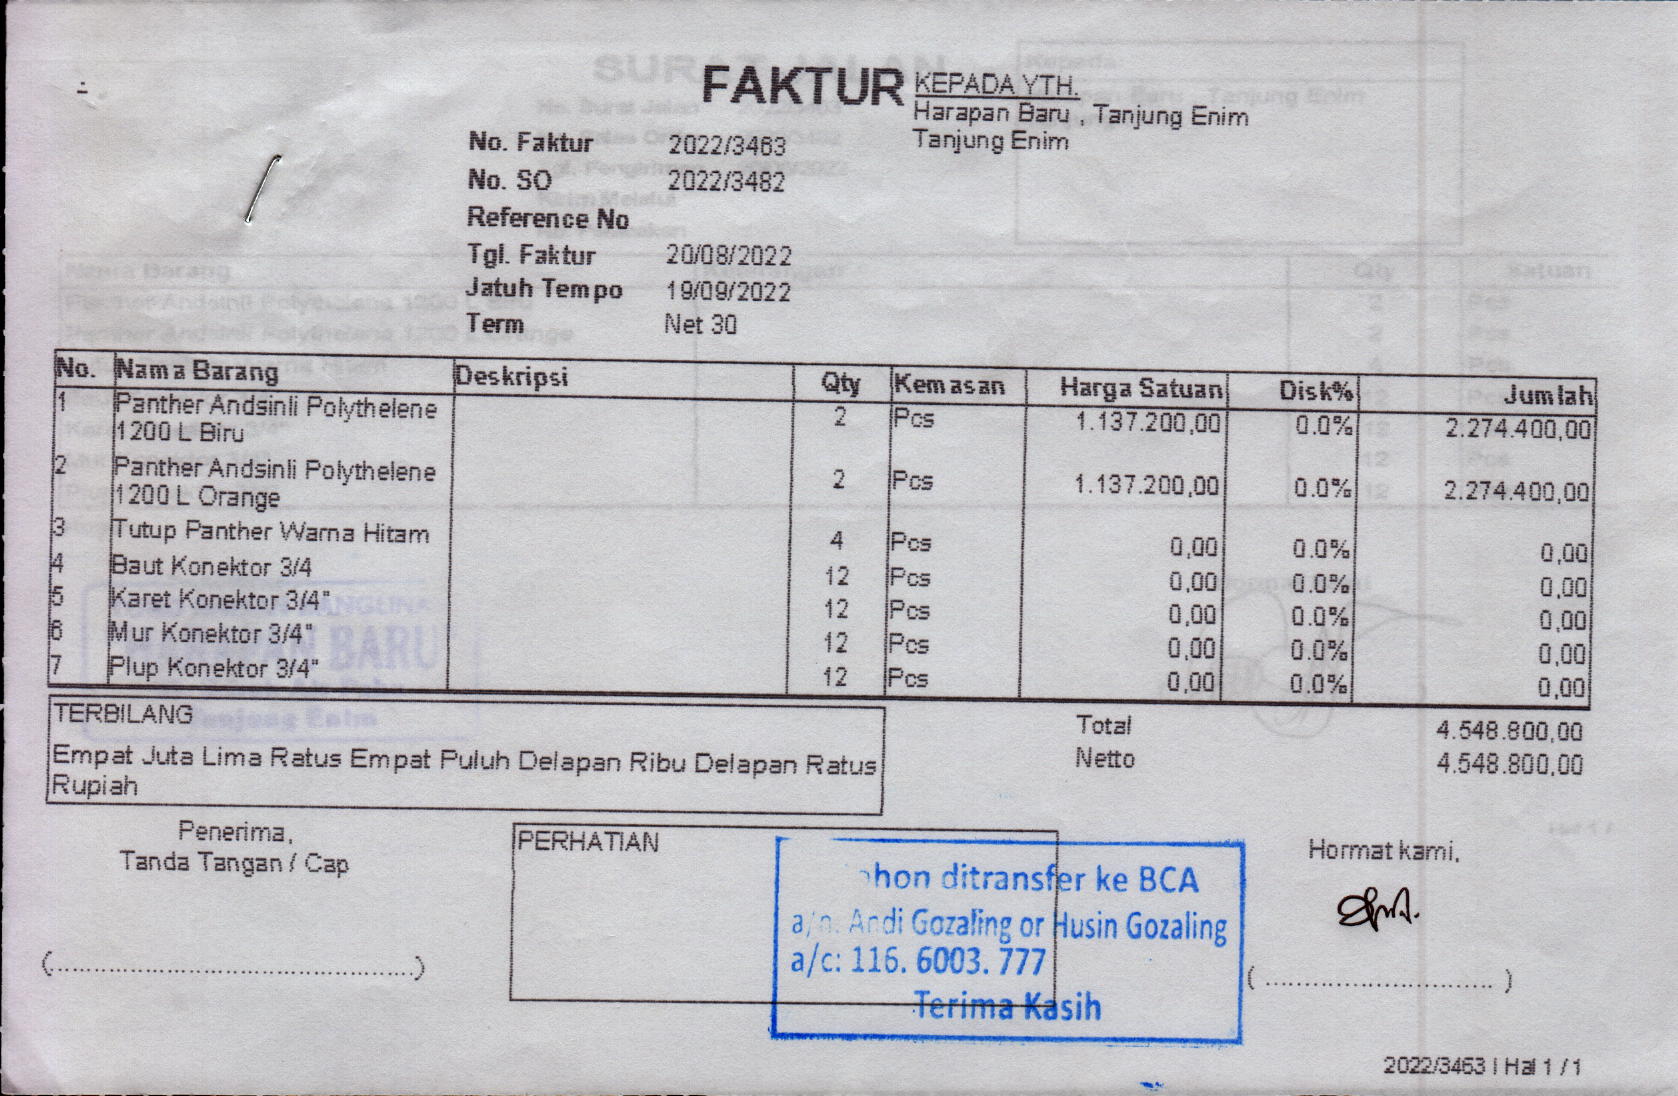 FAKTUR
KEPADA YTH.
Harapan Baru , Tanjung Enim
Tanjung Enim
No. Faktur 2022/3463
No. SO 2022/3482
Reference No
Tgl. Faktur 20/08/2022
Jatuh Tempo 19/09/2022
Term Net 30
No. Nama Barang Deskripsi Qty Kemasan Harga Satuan Disk% Jumlah
1 Panther Andsinli Polythelene 2 Pcs 1.137.200,00 0.0% 2.274.400,00
1200 L Biru
2 Panther Andsinli Polythelene 2 Pcs 1.137.200,00 0.0% 2.274.400,00
1200 L Orange
3 Tutup Panther Warna Hitam 4 Pcs 0,00 0.0% 0,00
4 Baut Konektor 3/4 12 Pcs 0,00 0.0% 0,00
5 Karet Konektor 3/4" 12 Pcs 0,00 0.0% 0,00
6 Mur Konektor 3/4" 12 Pcs 0,00 0.0% 0,00
7 Plup Konektor 3/4" 12 Pcs 0,00 0.0% 0,00
TERBILANG
Empat Juta Lima Ratus Empat Puluh Delapan Ribu Delapan Ratus
Rupiah
Total 4.548.800,00
Netto 4.548.800,00
Penerima,
Tanda Tangan / Cap
PERHATIAN
hon ditransfer ke BCA
a/n. Andi Gozaling or Husin Gozaling
a/c: 116. 6003. 777
Terima Kasih
Hormat kami,
2022/3463 | Hal 1 / 1